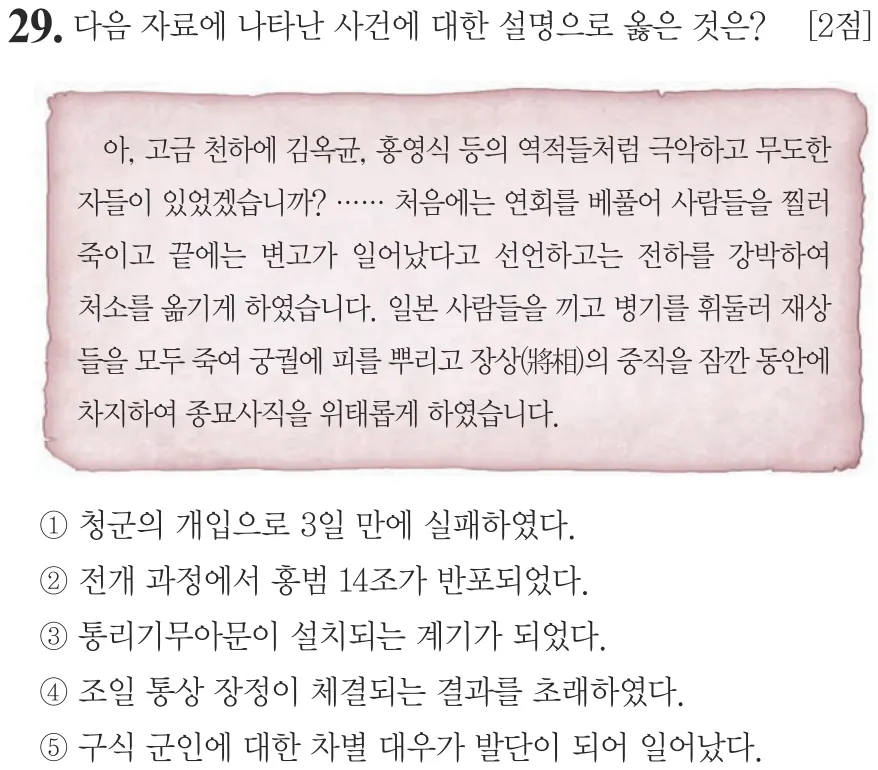 29. 다음 자료에 나타난 사건에 대한 설명으로 옳은 것은? [2점]
아, 고금 천하에 김옥균, 홍영식 등의 역적들처럼 극악하고 무도한
자들이 있었겠습니까? …… 처음에는 연회를 베풀어 사람들을 찔러
죽이고 끝에는 변고가 일어났다고 선언하고는 전하를 강박하여
처소를 옮기게 하였습니다. 일본 사람들을 끼고 병기를 휘둘러 재상
들을 모두 죽여 궁궐에 피를 뿌리고 장상(將相)의 중직을 잠깐 동안에
차지하여 종묘사직을 위태롭게 하였습니다.
① 청군의 개입으로 3일 만에 실패하였다.
② 전개 과정에서 홍범 14조가 반포되었다.
③ 통리기무아문이 설치되는 계기가 되었다.
④ 조일 통상 장정이 체결되는 결과를 초래하였다.
⑤ 구식 군인에 대한 차별 대우가 발단이 되어 일어났다.